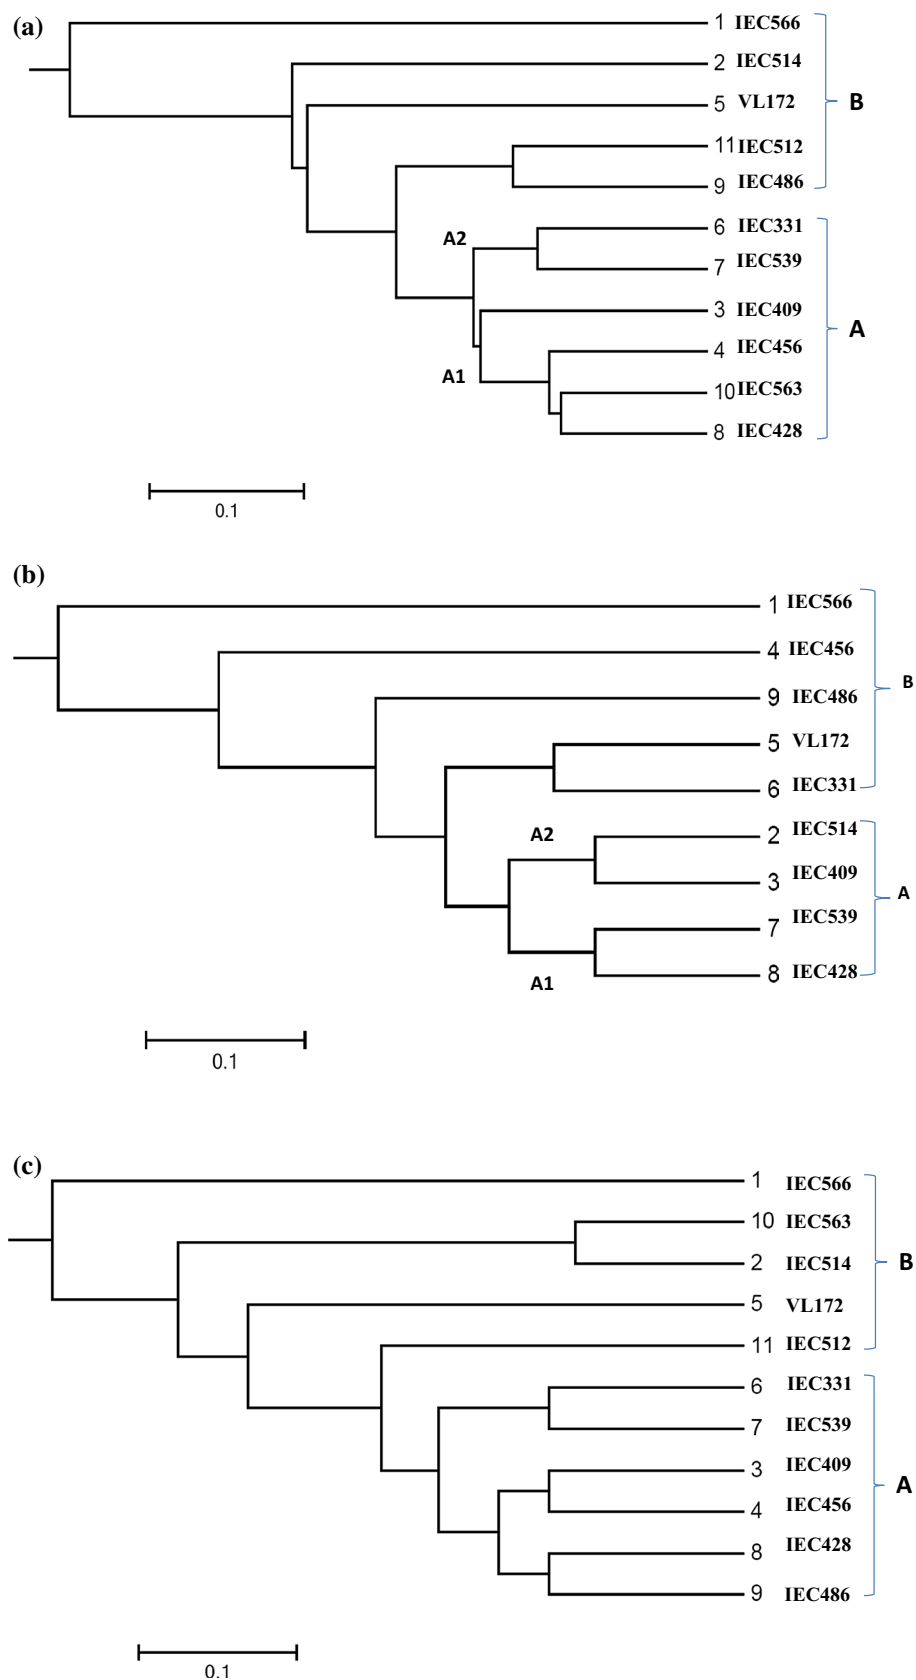 (a)
1 IEC566
2 IEC514
5 VL172
B
11 IEC512
9 IEC486
6 IEC331
A2
7 IEC539
3 IEC409
A
4 IEC456
A1
10 IEC563
8 IEC428
0.1
(b)
1 IEC566
4 IEC456
B
9 IEC486
5 VL172
6 IEC331
2 IEC514
A2
3 IEC409
A
7 IEC539
8 IEC428
A1
0.1
(c)
1 IEC566
10 IEC563
B
2 IEC514
5 VL172
11 IEC512
6 IEC331
7 IEC539
3 IEC409
A
4 IEC456
8 IEC428
9 IEC486
0.1